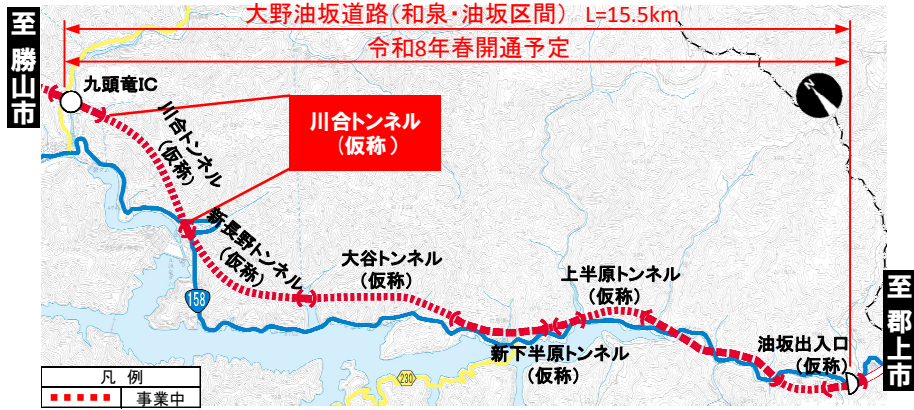 大野油坂道路（和泉・油坂区間） L=15.5km
令和8年春開通予定
至 勝山市
九頭竜IC
川合トンネル
（仮称）
川合トンネル
（仮称）
新長野トンネル
（仮称）
158
大谷トンネル
（仮称）
上半原トンネル
（仮称）
新下半原トンネル
（仮称）
230
油坂出入口
（仮称）
至 郡上市
凡 例
事業中